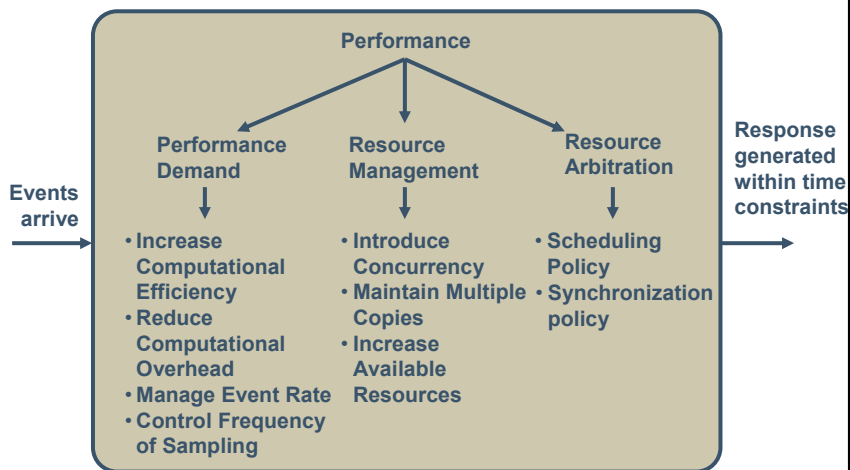 Performance
Performance
Demand
Resource
Management
Resource
Arbitration
Events
arrive
Response
generated
within time
constraints
• Increase
Computational
Efficiency
• Reduce
Computational
Overhead
• Manage Event Rate
• Control Frequency
of Sampling
• Introduce
Concurrency
• Maintain Multiple
Copies
• Increase
Available
Resources
• Scheduling
Policy
• Synchronization
policy